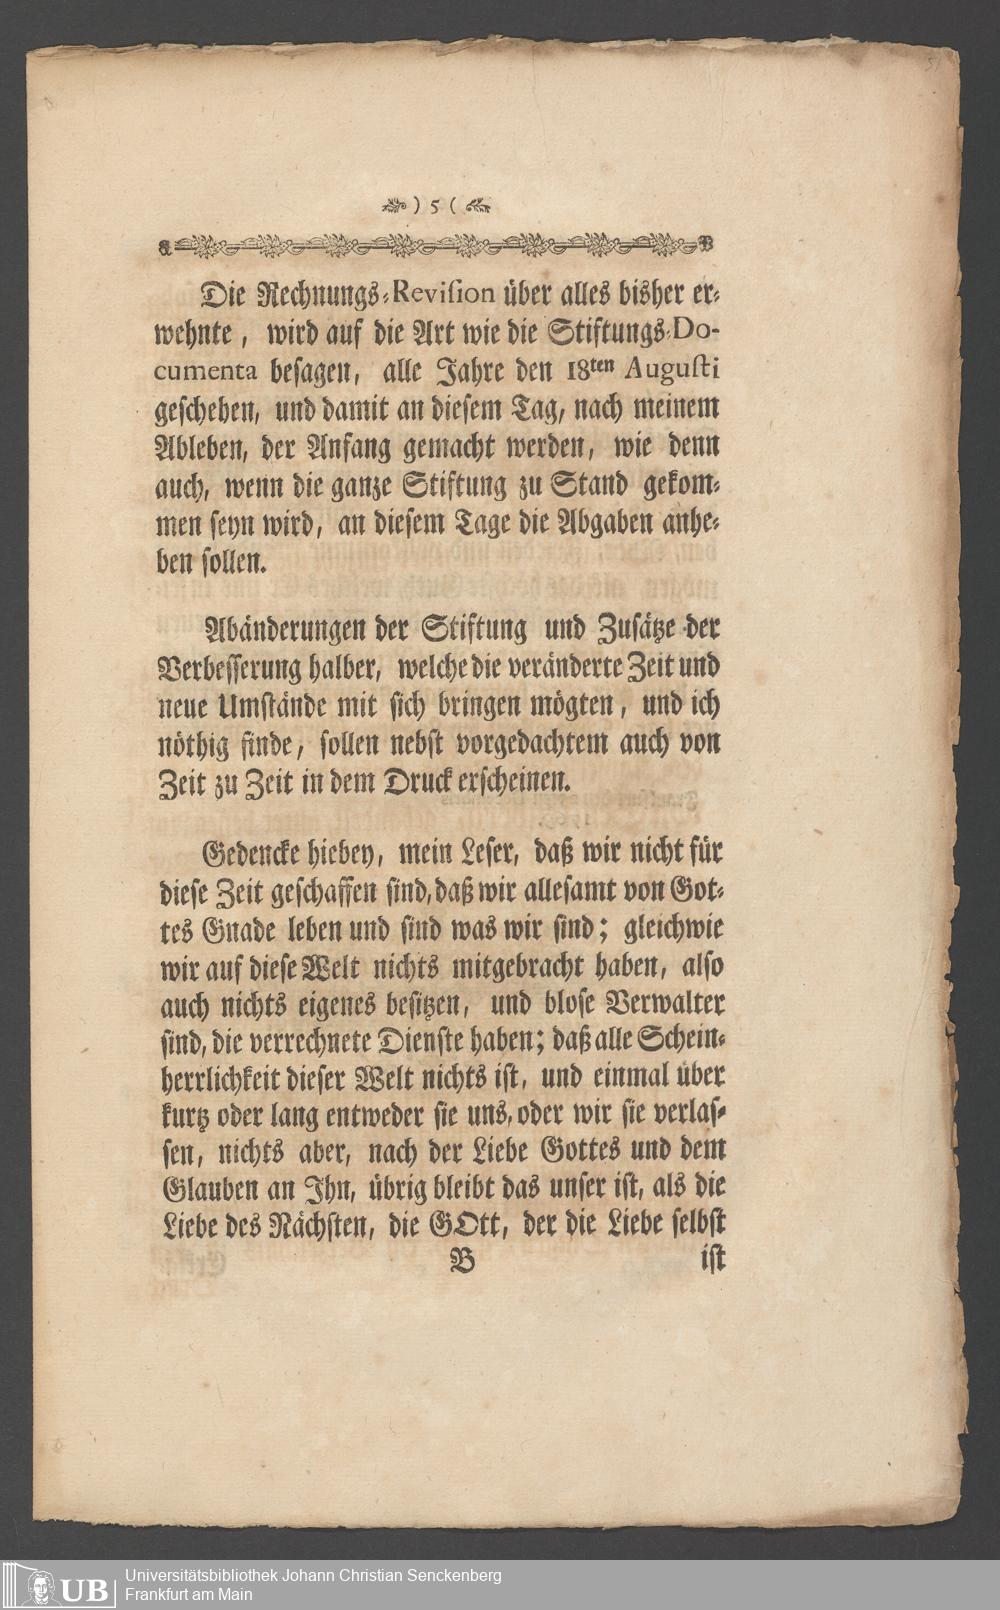 ) 5 (
Die Rechnungs-Revision über alles bisher er-
wehnte, wird auf die Art wie die Stiftungs-Do-
cumenta besagen, alle Jahre den 18ten Augusti
geschehen, und damit an diesem Tag, nach meinem
Ableben, der Anfang gemacht werden, wie denn
auch, wenn die ganze Stiftung zu Stand gekom-
men seyn wird, an diesem Tage die Abgaben anhe-
ben sollen.
Abänderungen der Stiftung und Zusätze der
Verbesserung halber, welche die veränderte Zeit und
neue Umstände mit sich bringen mögten, und ich
nöthig finde, sollen nebst vorgedachtem auch von
Zeit zu Zeit in dem Druck erscheinen.
Gedencke hiebey, mein Leser, daß wir nicht für
diese Zeit geschaffen sind, daß wir allesamt von Got-
tes Gnade leben und sind was wir sind; gleichwie
wir auf diese Welt nichts mitgebracht haben, also
auch nichts eigenes besitzen, und blose Verwalter
sind, die verrechnete Dienste haben; daß alle Schein-
herrlichkeit dieser Welt nichts ist, und einmal über
kurtz oder lang entweder sie uns, oder wir sie verlas-
sen, nichts aber, nach der Liebe Gottes und dem
Glauben an Ihn, übrig bleibt das unser ist, als die
Liebe des Nächsten, die GOtt, der die Liebe selbst
B ist
UB Universitätsbibliothek Johann Christian Senckenberg
Frankfurt am Main